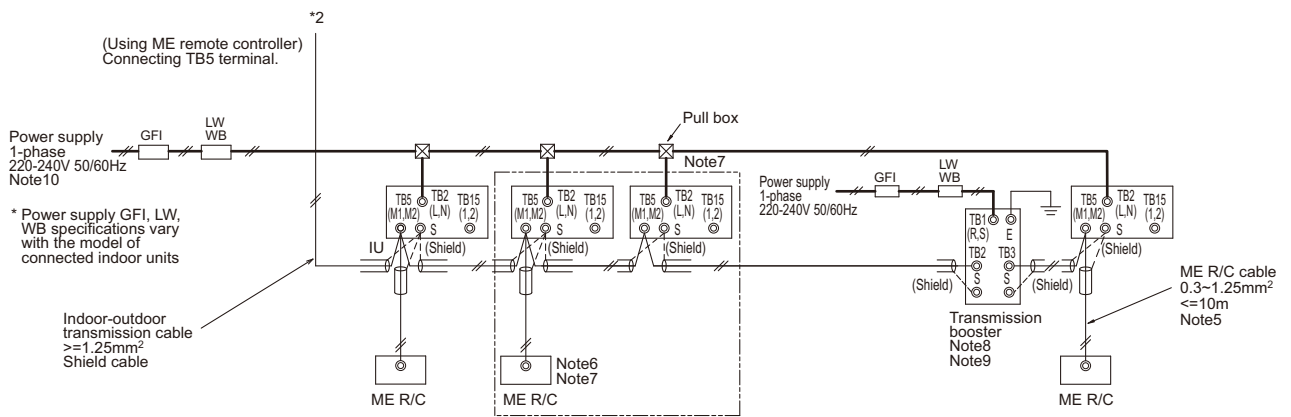 *2
(Using ME remote controller)
Connecting TB5 terminal.
Power supply
1-phase
220-240V 50/60Hz
Note10
GFI
LW
WB
Pull box
Note7
* Power supply GFI, LW,
WB specifications vary
with the model of
connected indoor units
IU
TB5
(M1,M2)
TB2
(L,N)
TB15
(1,2)
S
(Shield)
TB5
(M1,M2)
TB2
(L,N)
TB15
(1,2)
S
TB5
(M1,M2)
TB2
(L,N)
TB15
(1,2)
S
(Shield)
Power supply
1-phase
220-240V 50/60Hz
GFI
LW
WB
TB1
(R,S)
E
TB2
TB3
S
S
(Shield)
(Shield)
Transmission
booster
Note8
Note9
TB5
(M1,M2)
TB2
(L,N)
TB15
(1,2)
S
(Shield)
ME R/C cable
0.3~1.25mm²
<=10m
Note5
Indoor-outdoor
transmission cable
>=1.25mm²
Shield cable
ME R/C
Note6
Note7
ME R/C
ME R/C